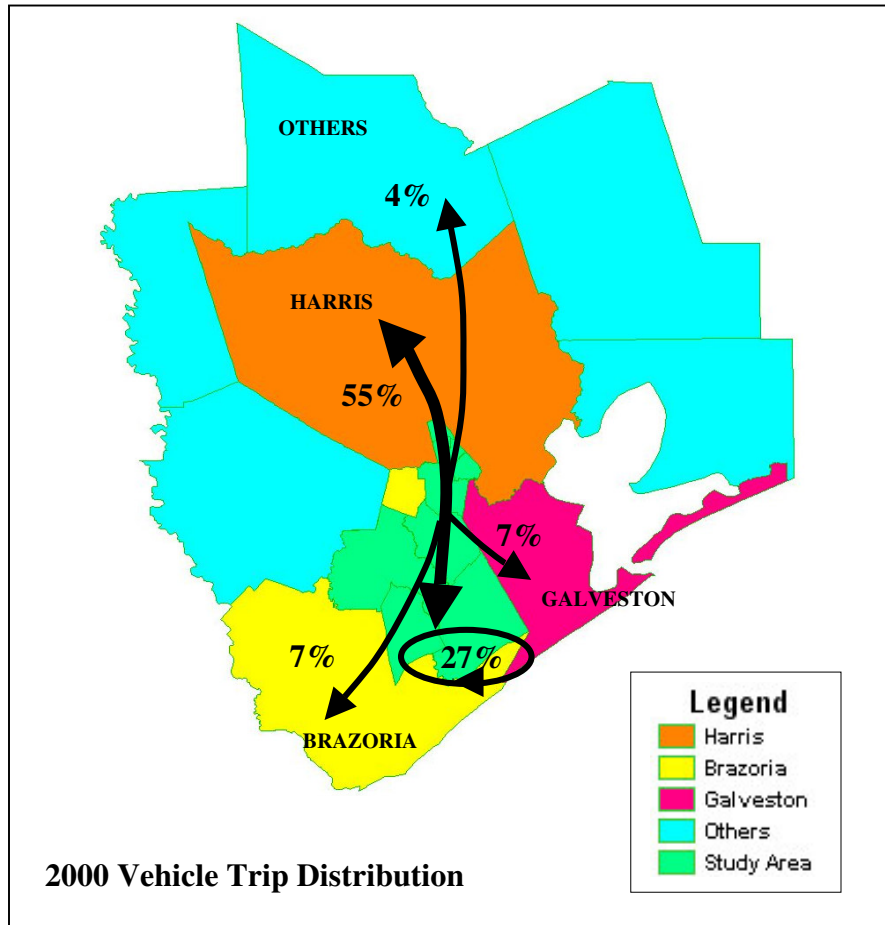 OTHERS
4%
HARRIS
55%
7%
GALVESTON
7%
27%
BRAZORIA
Legend
Harris
Brazoria
Galveston
Others
Study Area
2000 Vehicle Trip Distribution